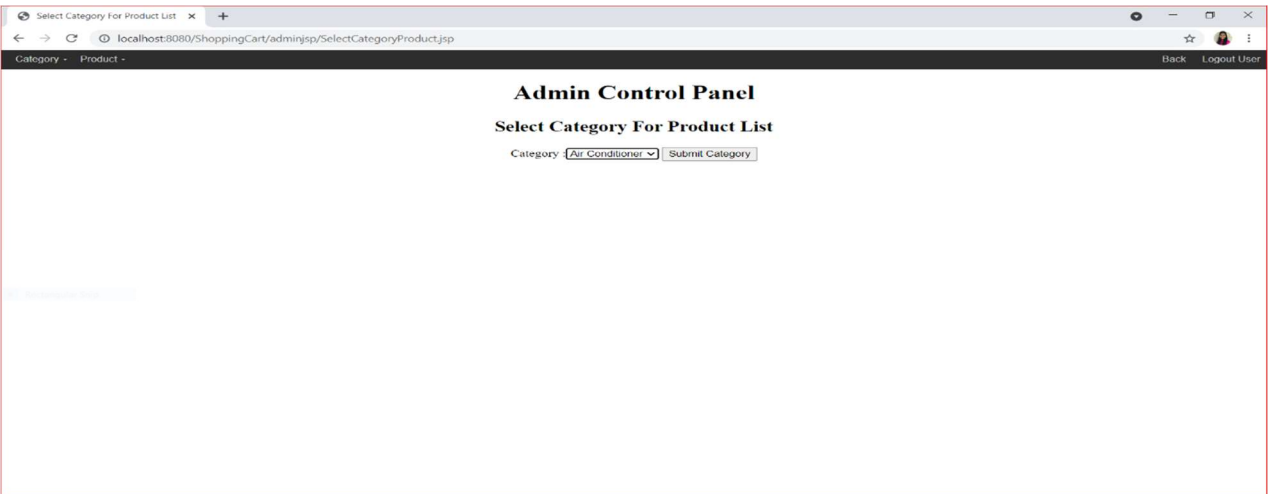 Select Category For Product List
localhost:8080/ShoppingCart/adminjsp/SelectCategoryProduct.jsp
Category - Product - Back Logout User
Admin Control Panel
Select Category For Product List
Category : Air Conditioner Submit Category